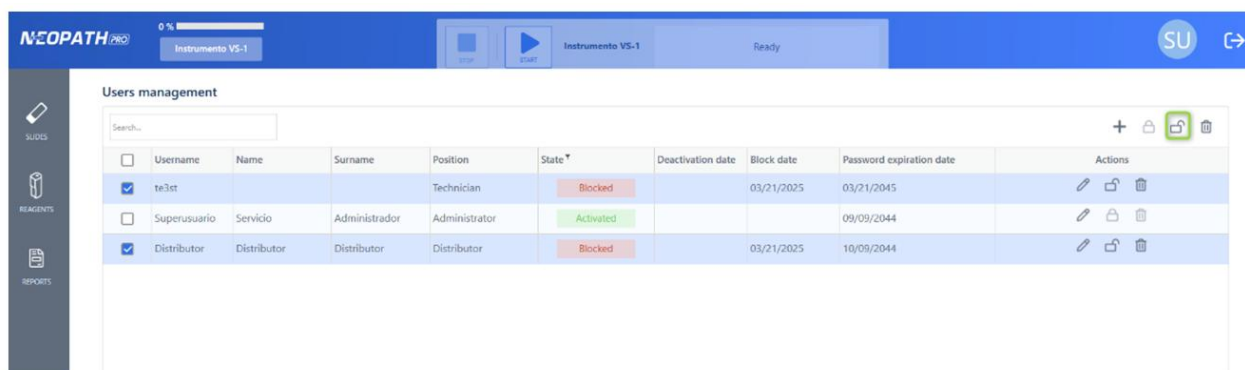 NEOPATH PRO
0 %
Instrumento VS-1
STOP
START
Instrumento VS-1
Ready
SU
SLIDES
REAGENTS
REPORTS
Users management
Search...
Username Name Surname Position State Deactivation date Block date Password expiration date Actions
te3st Technician Blocked 03/21/2025 03/21/2045
Superusuario Servicio Administrador Administrator Activated 09/09/2044
Distributor Distributor Distributor Distributor Blocked 03/21/2025 10/09/2044